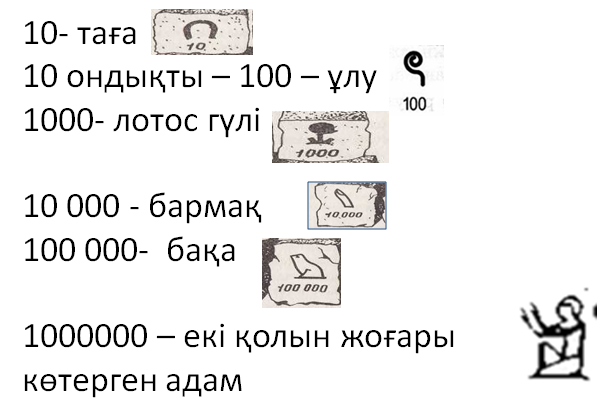 10- таға 10
10 ондықты – 100 – ұлу
100
1000- лотос гүлі
1000
10 000 - бармақ
10,000
100 000-  бақа
100 000
1000000 – екі қолын жоғары
көтерген адам